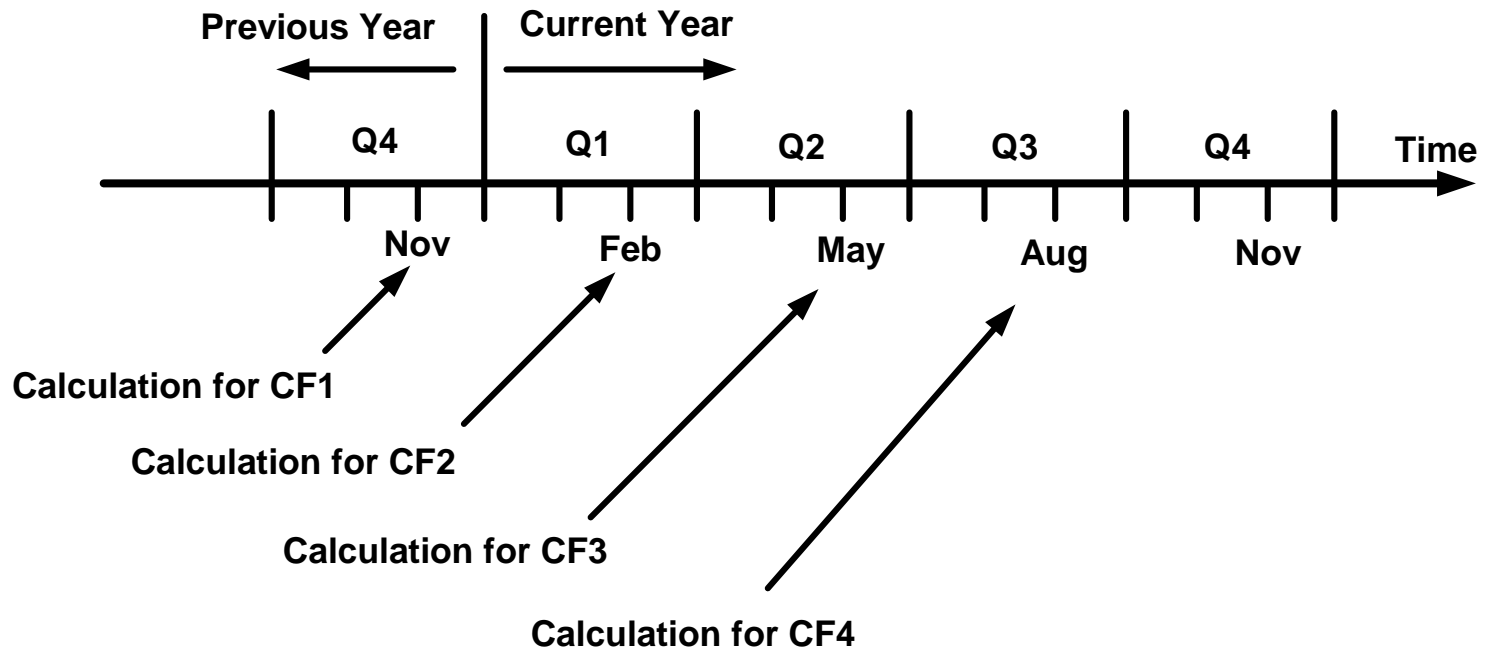 Previous Year
Current Year
Q4
Q1
Q2
Q3
Q4
Time
Nov
Feb
May
Aug
Nov
Calculation for CF1
Calculation for CF2
Calculation for CF3
Calculation for CF4